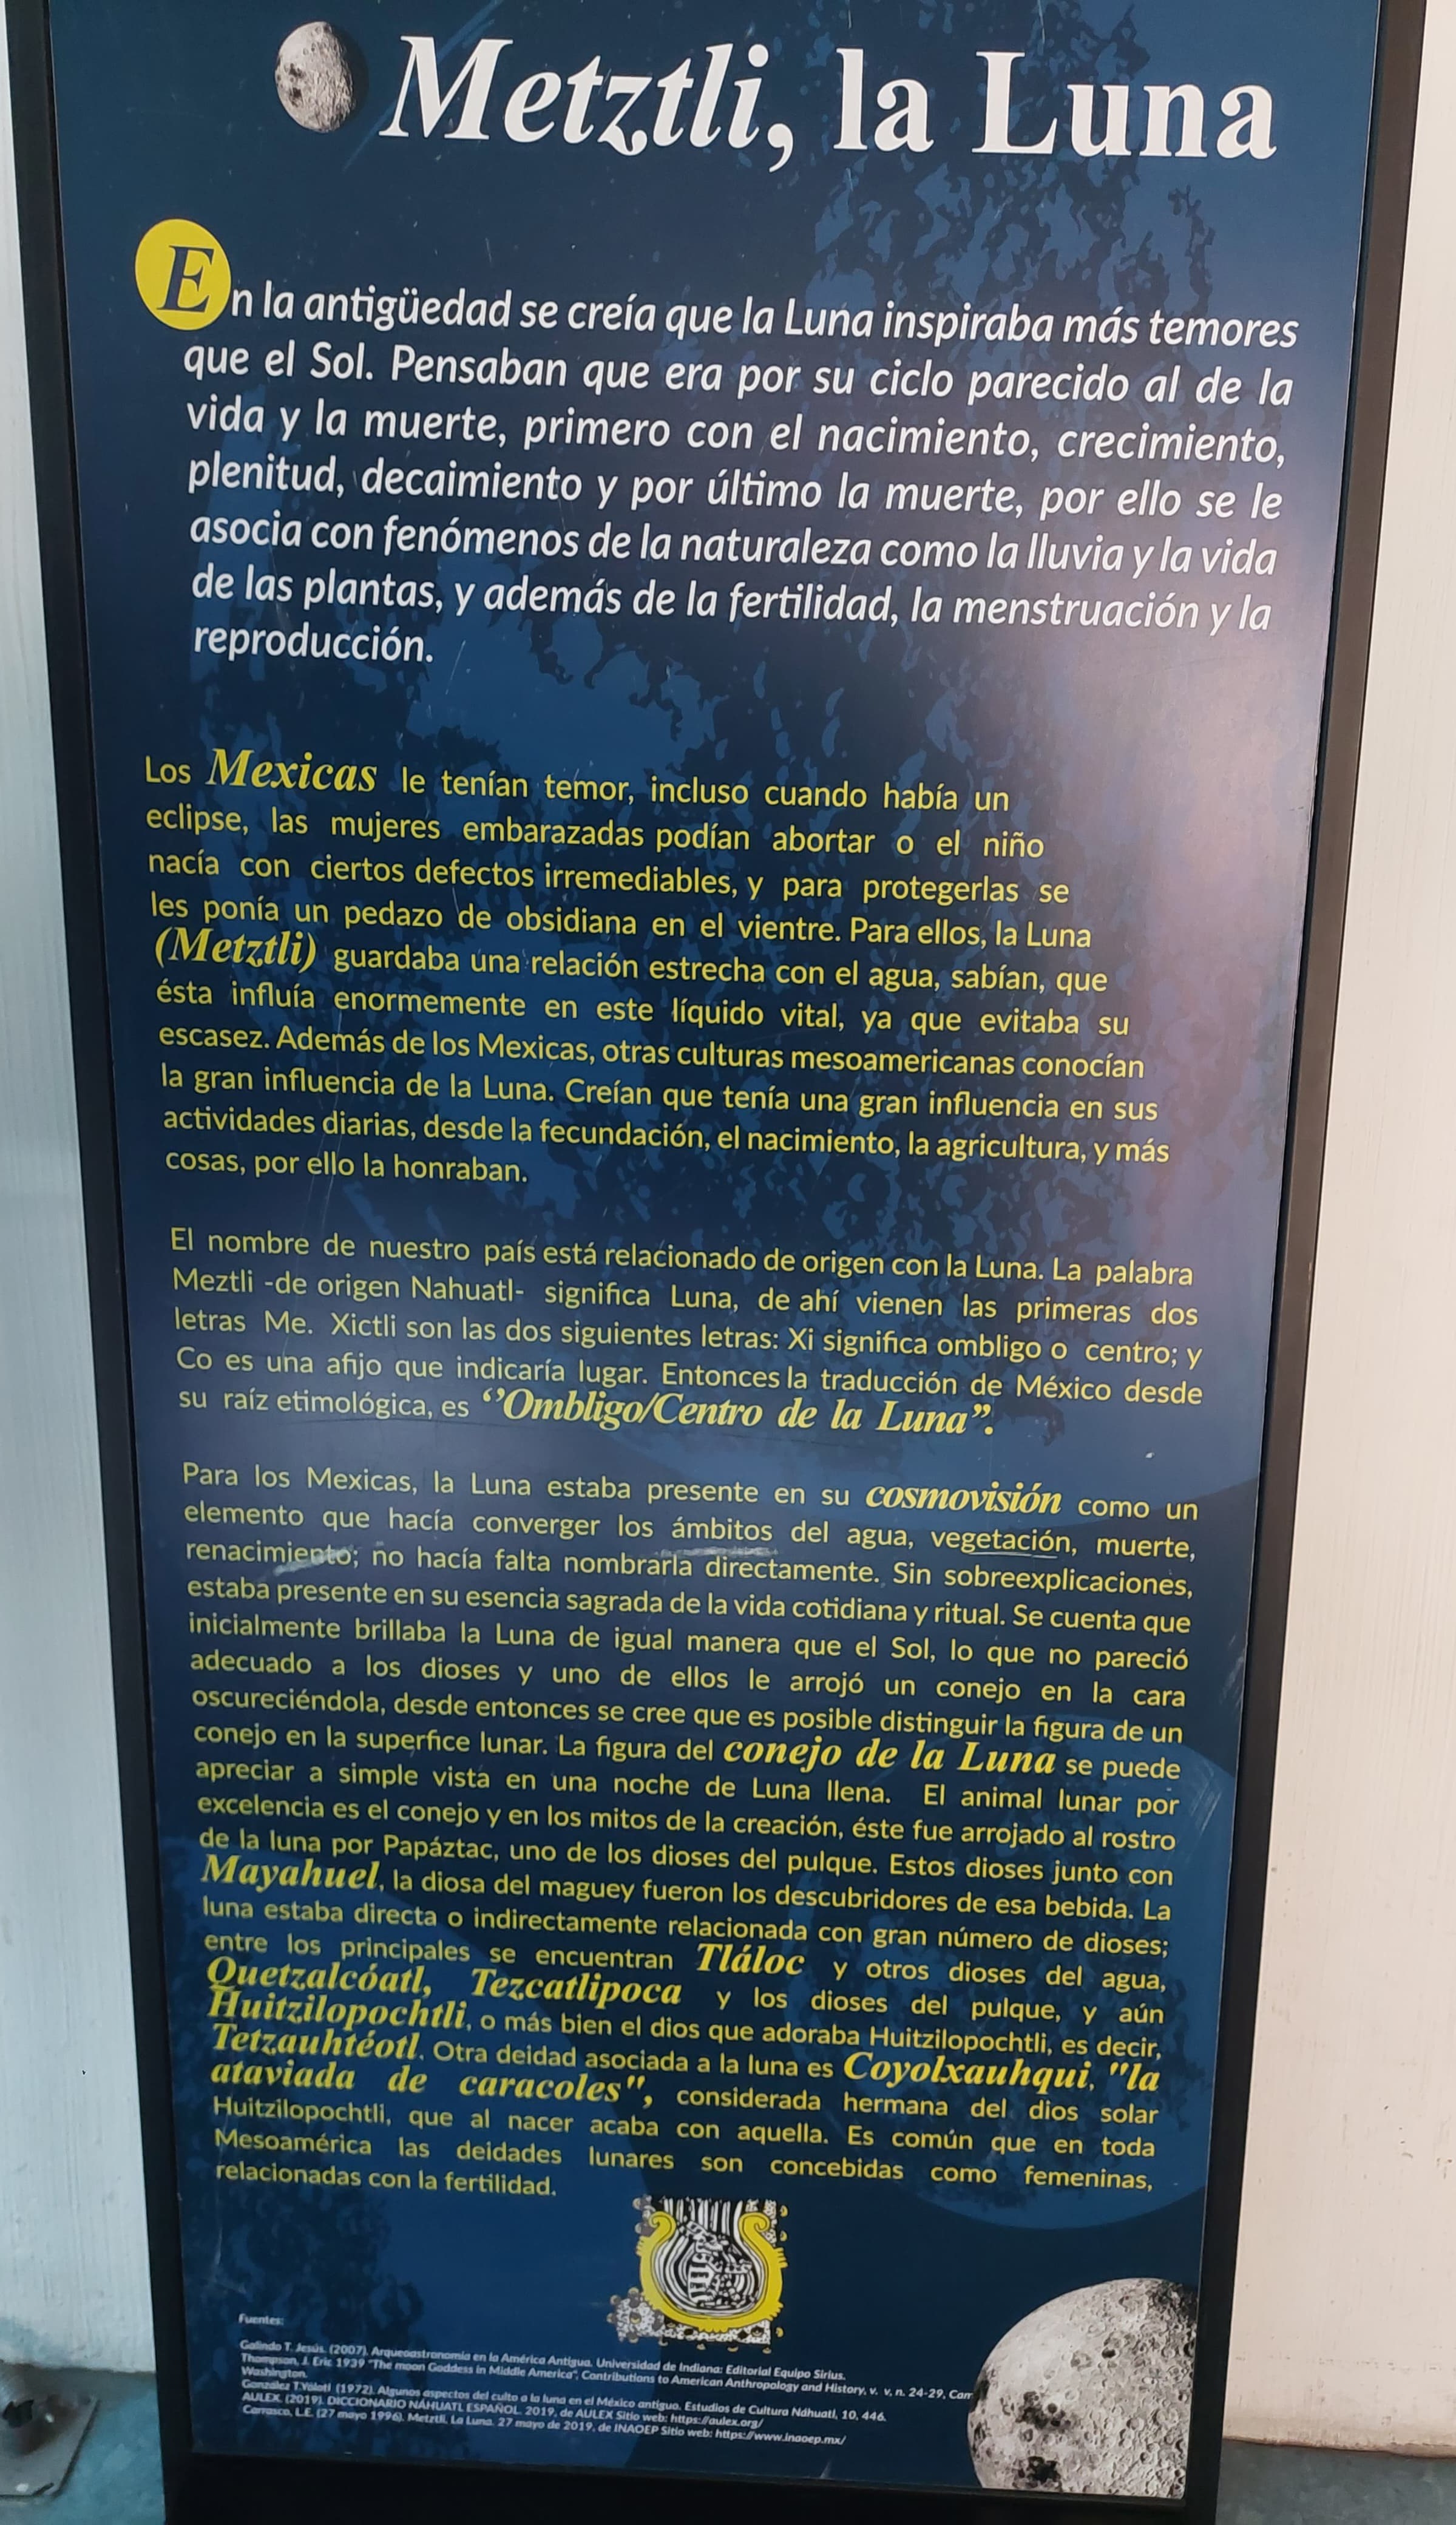 Metztli, la Luna
En la antigüedad se creía que la Luna inspiraba más temores
que el Sol. Pensaban que era por su ciclo parecido al de la
vida y la muerte, primero con el nacimiento, crecimiento,
plenitud, decaimiento y por último la muerte, por ello se le
asocia con fenómenos de la naturaleza como la lluvia y la vida
de las plantas, y además de la fertilidad, la menstruación y la
reproducción.
Los Mexicas le tenían temor, incluso cuando había un
eclipse, las mujeres embarazadas podían abortar o el niño
nacía con ciertos defectos irremediables, y para protegerlas se
les ponía un pedazo de obsidiana en el vientre. Para ellos, la Luna
(Metztli) guardaba una relación estrecha con el agua, sabían, que
ésta influía enormemente en este líquido vital, ya que evitaba su
escasez. Además de los Mexicas, otras culturas mesoamericanas conocían
la gran influencia de la Luna. Creían que tenía una gran influencia en sus
actividades diarias, desde la fecundación, el nacimiento, la agricultura, y más
cosas, por ello la honraban.
El nombre de nuestro país está relacionado de origen con la Luna. La palabra
Meztli -de origen Nahuatl- significa Luna, de ahí vienen las primeras dos
letras Me. Xictli son las dos siguientes letras: Xi significa ombligo o centro; y
Co es una afijo que indicaría lugar. Entonces la traducción de México desde
su raíz etimológica, es ‘’Ombligo/Centro de la Luna”.
Para los Mexicas, la Luna estaba presente en su cosmovisión como un
elemento que hacía converger los ámbitos del agua, vegetación, muerte,
renacimiento; no hacía falta nombrarla directamente. Sin sobreexplicaciones,
estaba presente en su esencia sagrada de la vida cotidiana y ritual. Se cuenta que
inicialmente brillaba la Luna de igual manera que el Sol, lo que no pareció
adecuado a los dioses y uno de ellos le arrojó un conejo en la cara
oscureciéndola, desde entonces se cree que es posible distinguir la figura de un
conejo en la superfice lunar. La figura del conejo de la Luna se puede
apreciar a simple vista en una noche de Luna llena. El animal lunar por
excelencia es el conejo y en los mitos de la creación, éste fue arrojado al rostro
de la luna por Papáztac, uno de los dioses del pulque. Estos dioses junto con
Mayahuel, la diosa del maguey fueron los descubridores de esa bebida. La
luna estaba directa o indirectamente relacionada con gran número de dioses;
entre los principales se encuentran Tláloc y otros dioses del agua,
Quetzalcóatl, Tezcatlipoca y los dioses del pulque, y aún
Huitzilopochtli, o más bien el dios que adoraba Huitzilopochtli, es decir,
Tetzauhtéotl. Otra deidad asociada a la luna es Coyolxauhqui, "la
ataviada de caracoles", considerada hermana del dios solar
Huitzilopochtli, que al nacer acaba con aquella. Es común que en toda
Mesoamérica las deidades lunares son concebidas como femeninas,
relacionadas con la fertilidad.
Fuentes:
Galindo T. Jesús. (2007). Arqueoastronomía en la América Antigua. Universidad de Indiana: Editorial Equipo Sirius.
Thompson, J. Eric 1939 "The moon Goddess in Middle America", Contributions to American Anthropology and History, v. v, n. 24-29, Carr
Washington.
González T.Yólotl (1972). Algunos aspectos del culto a la luna en el México antiguo. Estudios de Cultura Náhuatl, 10, 446.
AULEX. (2019). DICCIONARIO NÁHUATL ESPAÑOL. 2019, de AULEX Sitio web: https://aulex.org/
Carrasco, L.E. (27 mayo 1996). Metztli, La Luna. 27 mayo de 2019, de INAOEP Sitio web: https://www.inaoep.mx/